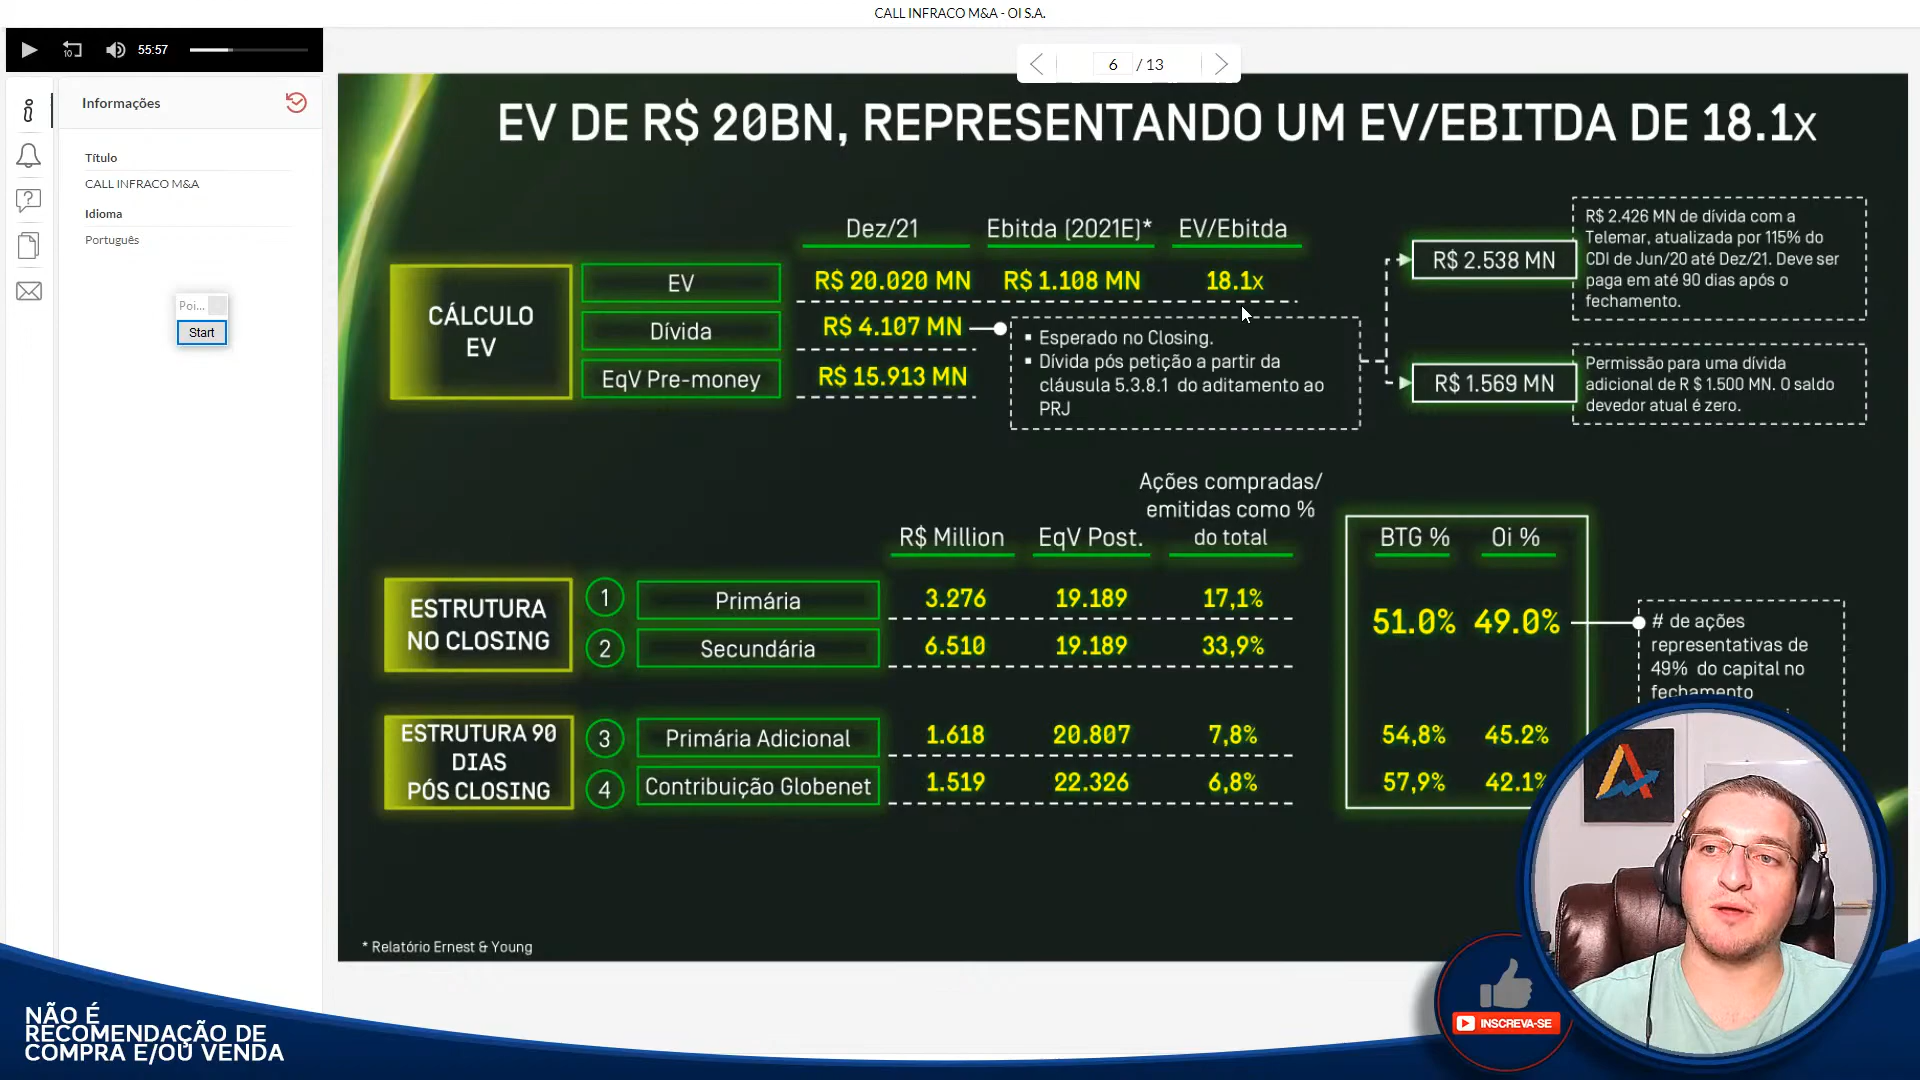 CALL INFRACO M&A - OI S.A.
10
55:57
6 / 13
Informações
Título
CALL INFRACO M&A
Idioma
Português
Poi...
Start
EV DE R$ 20BN, REPRESENTANDO UM EV/EBITDA DE 18.1x
Dez/21
Ebitda (2021E)*
EV/Ebitda
CÁLCULO
EV
EV
R$ 20.020 MN
R$ 1.108 MN
18.1x
Dívida
R$ 4.107 MN
EqV Pre-money
R$ 15.913 MN
▪ Esperado no Closing.
▪ Dívida pós petição a partir da
cláusula 5.3.8.1 do aditamento ao
PRJ
R$ 2.538 MN
R$ 2.426 MN de dívida com a
Telemar, atualizada por 115% do
CDI de Jun/20 até Dez/21. Deve ser
paga em até 90 dias após o
fechamento.
R$ 1.569 MN
Permissão para uma dívida
adicional de R $ 1.500 MN. O saldo
devedor atual é zero.
R$ Million
EqV Post.
Ações compradas/
emitidas como %
do total
BTG %
Oi %
ESTRUTURA
NO CLOSING
1
Primária
3.276
19.189
17,1%
2
Secundária
6.510
19.189
33,9%
51.0%
49.0%
# de ações
representativas de
49% do capital no
fechamento
ESTRUTURA 90
DIAS
PÓS CLOSING
3
Primária Adicional
1.618
20.807
7,8%
54,8%
45.2%
4
Contribuição Globenet
1.519
22.326
6,8%
57,9%
42.1%
* Relatório Ernest & Young
NÃO É
RECOMENDAÇÃO DE
COMPRA E/OU VENDA
INSCREVA-SE